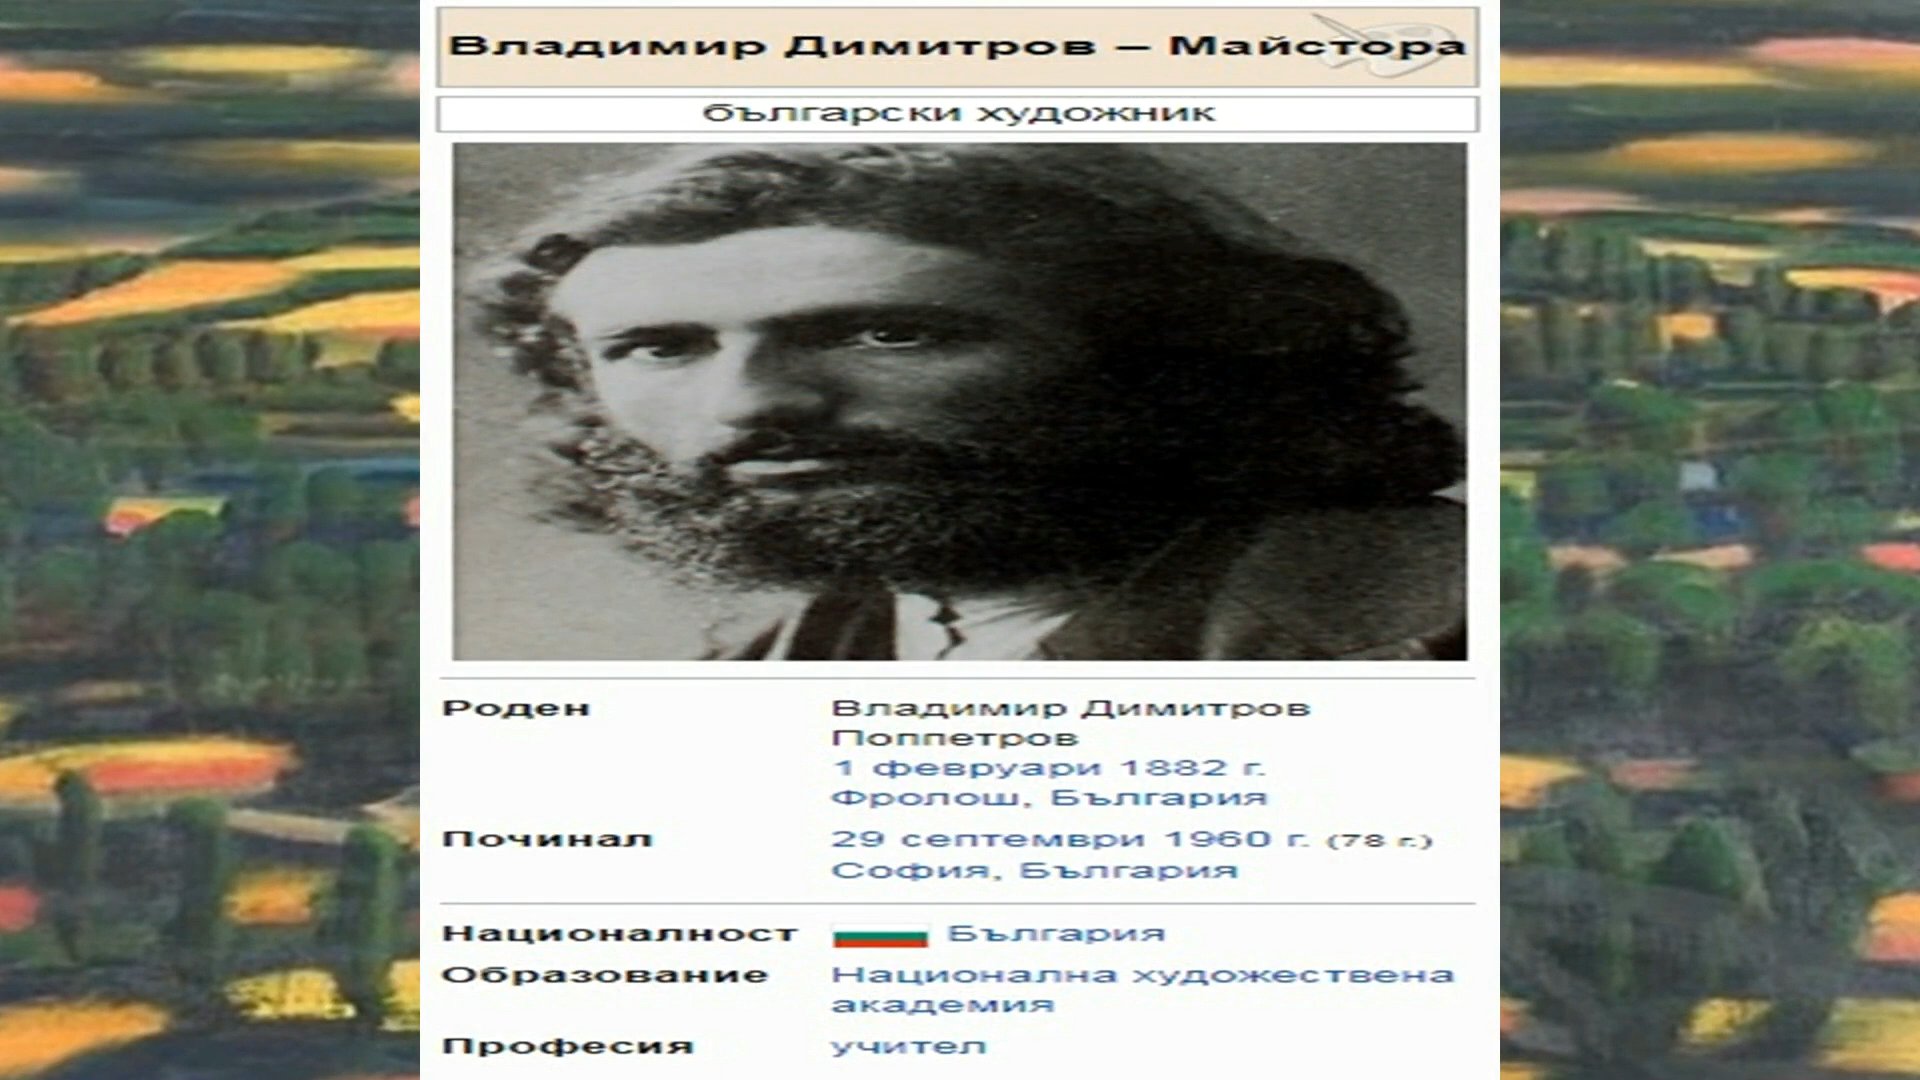 Владимир Димитров – Майстора
български художник
Роден
Владимир Димитров
Поппетров
1 февруари 1882 г.
Фролош, България
Починал
29 септември 1960 г. (78 г.)
София, България
Националност
България
Образование
Национална художествена
академия
Професия
учител